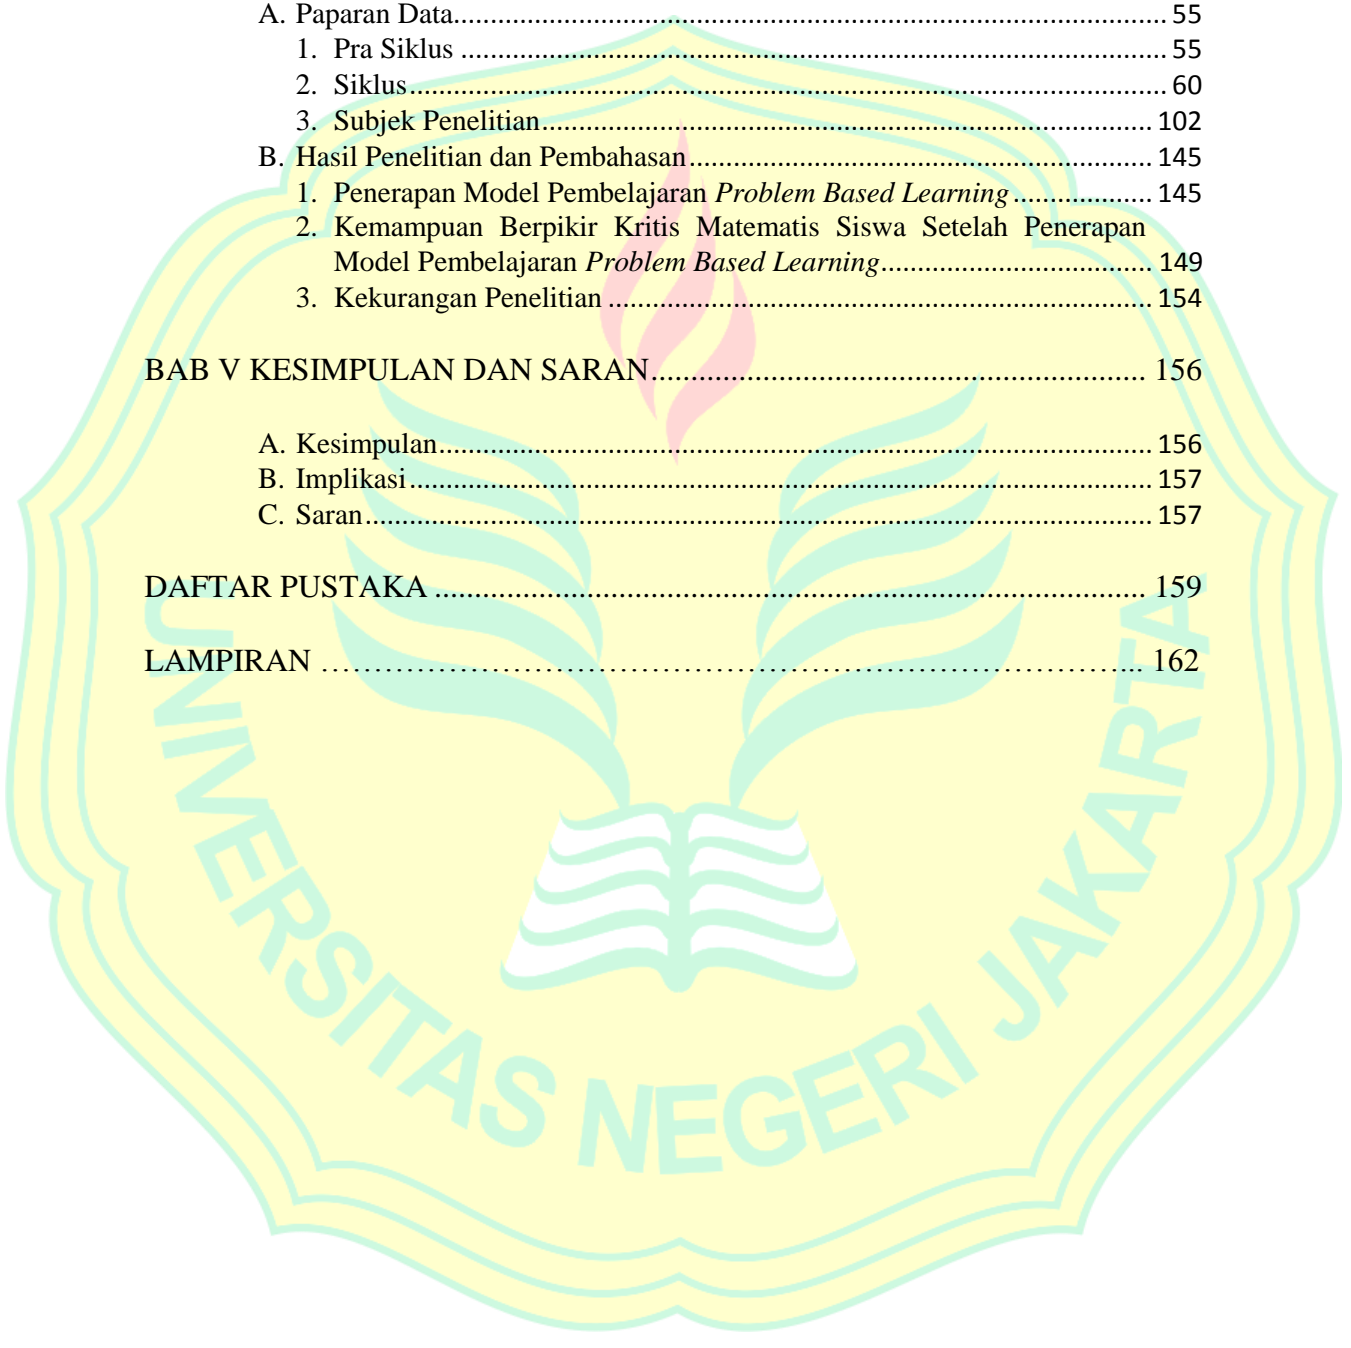 A. Paparan Data.......................................................................................................... 55
1. Pra Siklus ......................................................................................................... 55
2. Siklus................................................................................................................ 60
3. Subjek Penelitian........................................................................................... 102
B. Hasil Penelitian dan Pembahasan..................................................................... 145
1. Penerapan Model Pembelajaran Problem Based Learning..................... 145
2. Kemampuan Berpikir Kritis Matematis Siswa Setelah Penerapan
Model Pembelajaran Problem Based Learning......................................... 149
3. Kekurangan Penelitian ................................................................................. 154
BAB V KESIMPULAN DAN SARAN.............................................................. 156
A. Kesimpulan........................................................................................................... 156
B. Implikasi................................................................................................................ 157
C. Saran...................................................................................................................... 157
DAFTAR PUSTAKA ......................................................................................... 159
LAMPIRAN ……………………………………………………………………... 162
UNIVERSITAS NEGERI JAKARTA